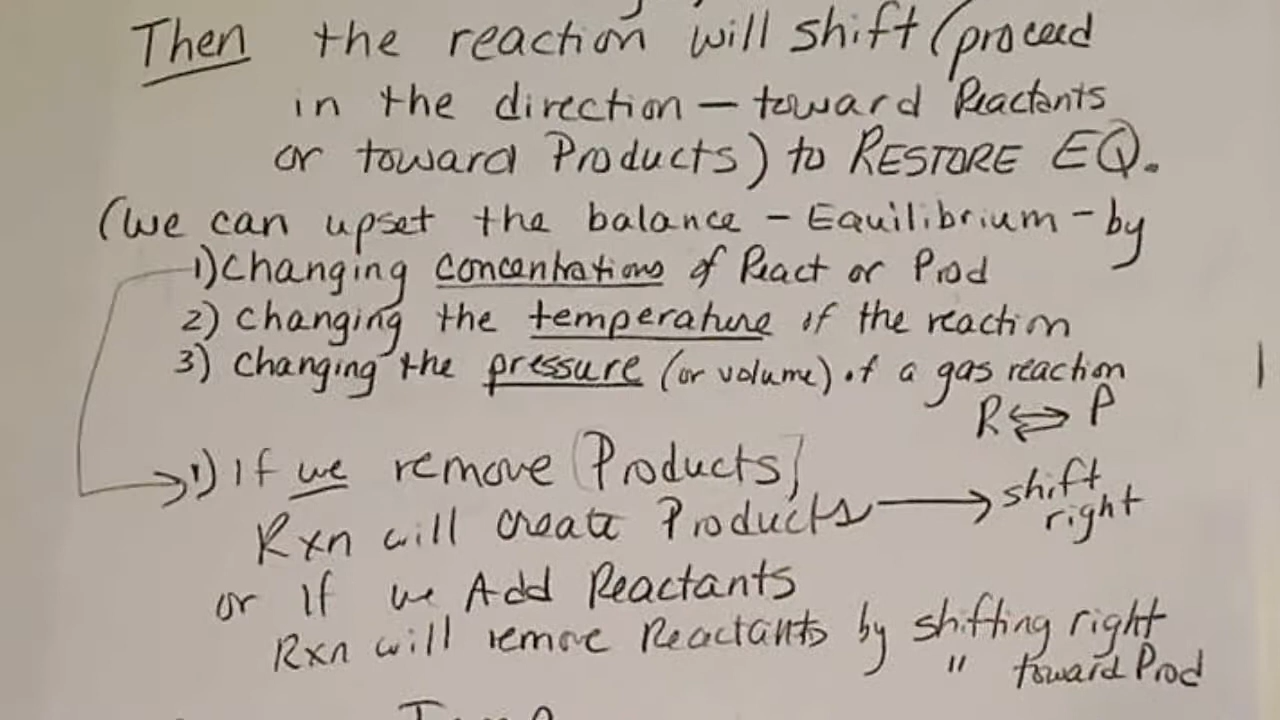 Then the reaction will shift (proceed
in the direction — toward Reactants
or toward Products) to RESTORE EQ.
(we can upset the balance - Equilibrium - by
1) Changing concentrations of React or Prod
2) Changing the temperature of the reaction
3) Changing the pressure (or volume) of a gas reaction
R ⇌ P
1) If we remove [Products]
Rxn will create Products → shift right
or If we Add Reactants
Rxn will remove Reactants by shifting right
" toward Prod